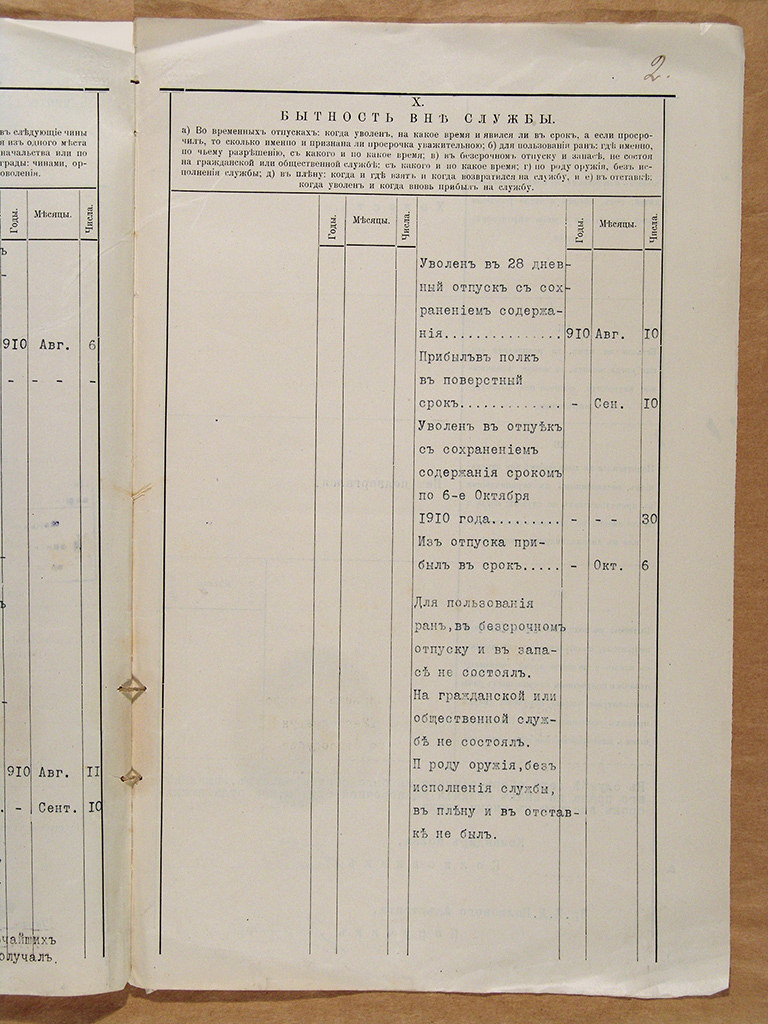 въ слѣдующіе чины
я изъ одного мѣста
начальства или по
грады: чинами, ор-
оволенія.
Годы.
Мѣсяцы.
Числа.
910 Авг. 6
- - - -
910 Авг. 11
- Сент. 10
чайшихъ
олучалъ.
2.
X.
БЫТНОСТЬ ВНѢ СЛУЖБЫ.
а) Во временныхъ отпускахъ: когда уволенъ, на какое время и явился ли въ срокъ, а если просро-
чилъ, то сколько именно и признана ли просрочка уважительною; б) для пользованія ранъ: гдѣ именно,
по чьему разрѣшенію, съ какого и по какое время; в) въ безсрочномъ отпуску и запасѣ, не состоя
на гражданской или общественной службѣ: съ какого и по какое время; г) по роду оружія, безъ ис-
полненія службы; д) въ плѣну: когда и гдѣ взятъ и когда возвратился на службу, и е) въ отставкѣ:
когда уволенъ и когда вновь прибылъ на службу.
Годы.
Мѣсяцы.
Числа.
Годы.
Мѣсяцы.
Числа.
Уволенъ въ 28 днев-
ный отпускъ съ сох-
раненіемъ содержа-
нія............... 910 Авг. 10
Прибылъвъ полкъ
въ поверстный
срокъ............. - Сен. 10
Уволенъ въ отпуѣкъ
съ сохраненіемъ
содержанія срокомъ
по 6-е Октября
1910 года......... - - - 30
Изъ отпуска при-
былъ въ срокъ..... - Окт. 6
Для пользованія
ранъ,въ безсрочномъ
отпуску и въ запа-
сѣ не состоялъ.
На гражданской или
общественной служ-
бѣ не состоялъ.
П роду оружія,безъ
исполненія службы,
въ плѣну и въ отстав-
кѣ не былъ.